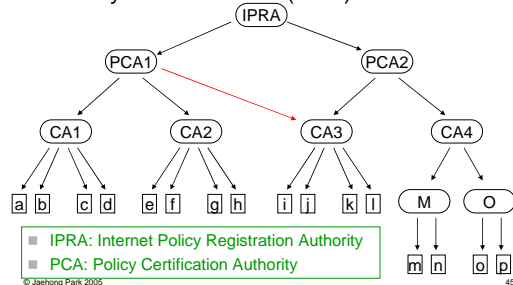 IPRA
PCA1 PCA2
CA1 CA2 CA3 CA4
a b c d e f g h i j k l M O
IPRA: Internet Policy Registration Authority
PCA: Policy Certification Authority
m n o p
© Jaehong Park 2005 45